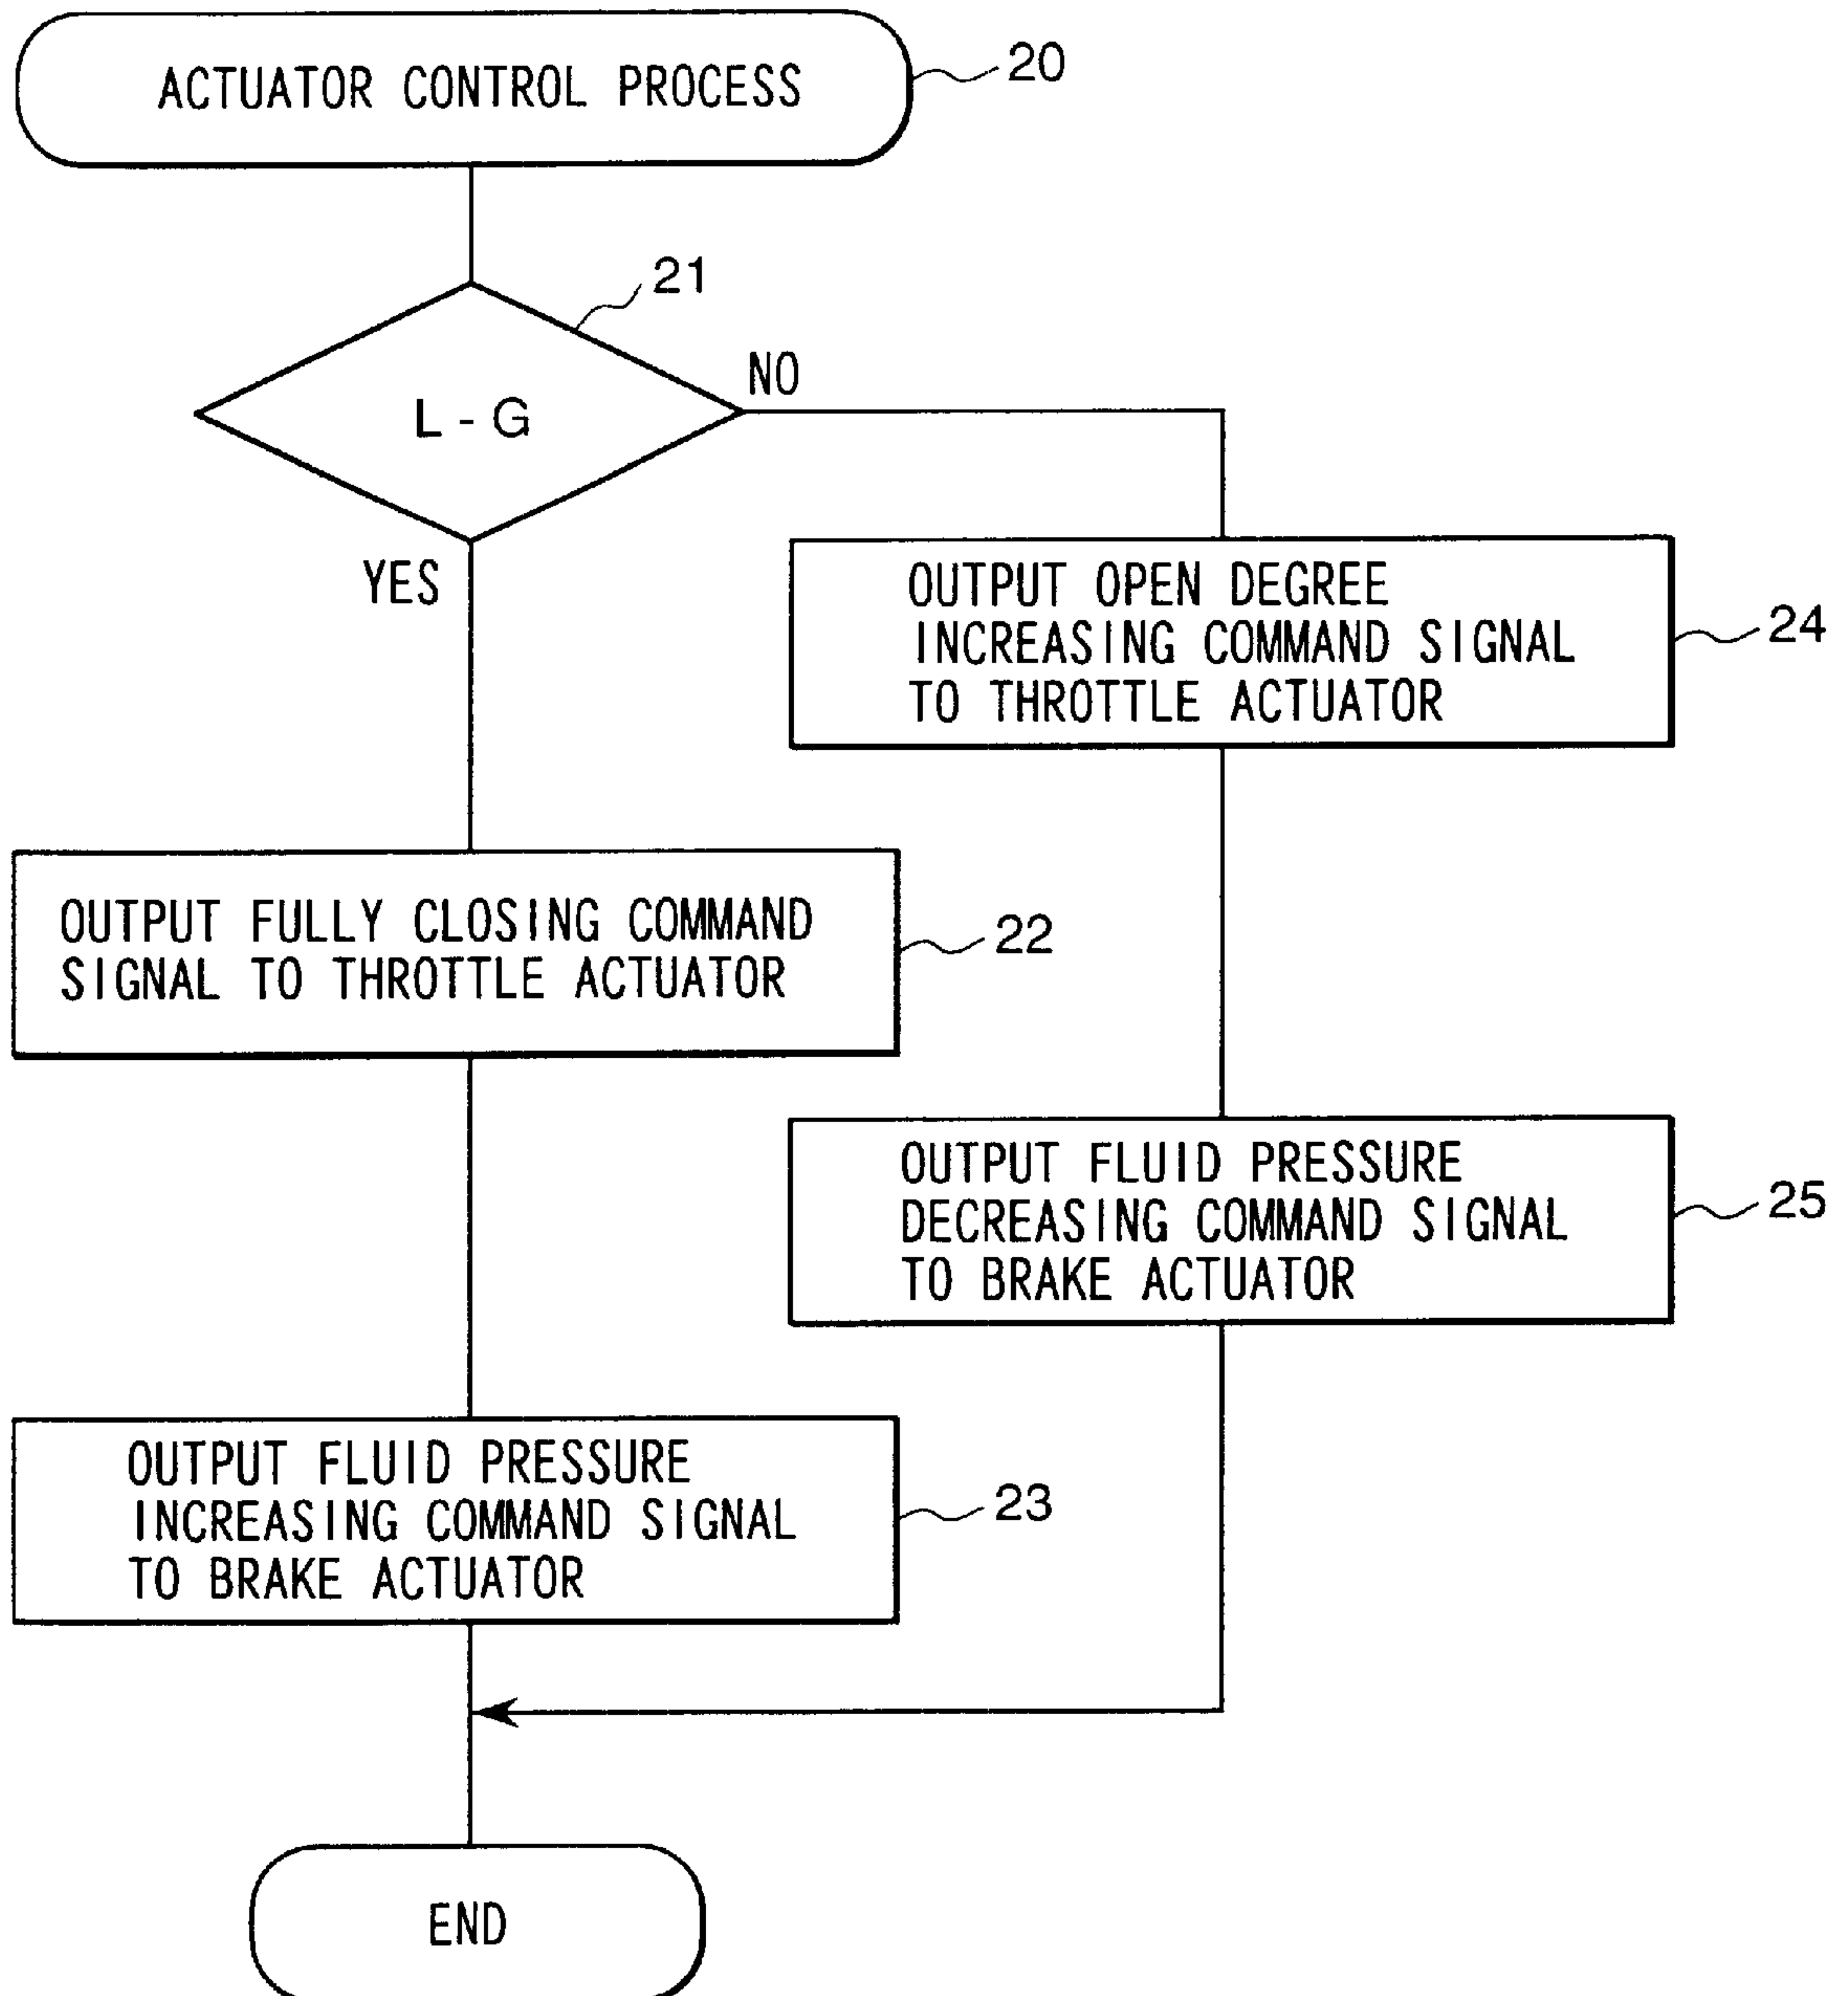 ACTUATOR CONTROL PROCESS
20
21
L - G
NO
YES
OUTPUT OPEN DEGREE
INCREASING COMMAND SIGNAL
TO THROTTLE ACTUATOR
24
OUTPUT FULLY CLOSING COMMAND
SIGNAL TO THROTTLE ACTUATOR
22
OUTPUT FLUID PRESSURE
DECREASING COMMAND SIGNAL
TO BRAKE ACTUATOR
25
OUTPUT FLUID PRESSURE
INCREASING COMMAND SIGNAL
TO BRAKE ACTUATOR
23
END